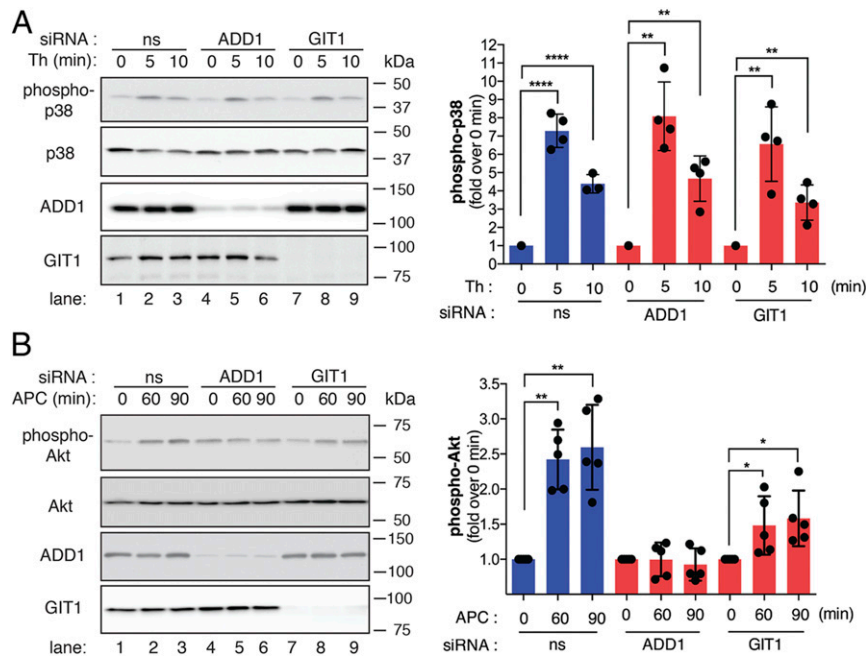 A
siRNA : ns ADD1 GIT1
Th (min): 0 5 10 0 5 10 0 5 10 kDa
phospho-
p38
50
37
p38
50
37
ADD1
150
100
GIT1
100
75
lane: 1 2 3 4 5 6 7 8 9
phospho-p38
(fold over 0 min)
12
11
10
9
8
7
6
5
4
3
2
1
0
**** **** ** ** ** **
Th : 0 5 10 0 5 10 0 5 10 (min)
siRNA : ns ADD1 GIT1
B
siRNA : ns ADD1 GIT1
APC (min): 0 60 90 0 60 90 0 60 90 kDa
phospho-
Akt
75
50
Akt
75
50
ADD1
150
100
GIT1
100
75
lane: 1 2 3 4 5 6 7 8 9
phospho-Akt
(fold over 0 min)
3.5
3.0
2.5
2.0
1.5
1.0
0.5
0.0
** ** * *
APC : 0 60 90 0 60 90 0 60 90 (min)
siRNA : ns ADD1 GIT1